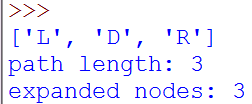 >>>
['L', 'D', 'R']
path length: 3
expanded nodes: 3